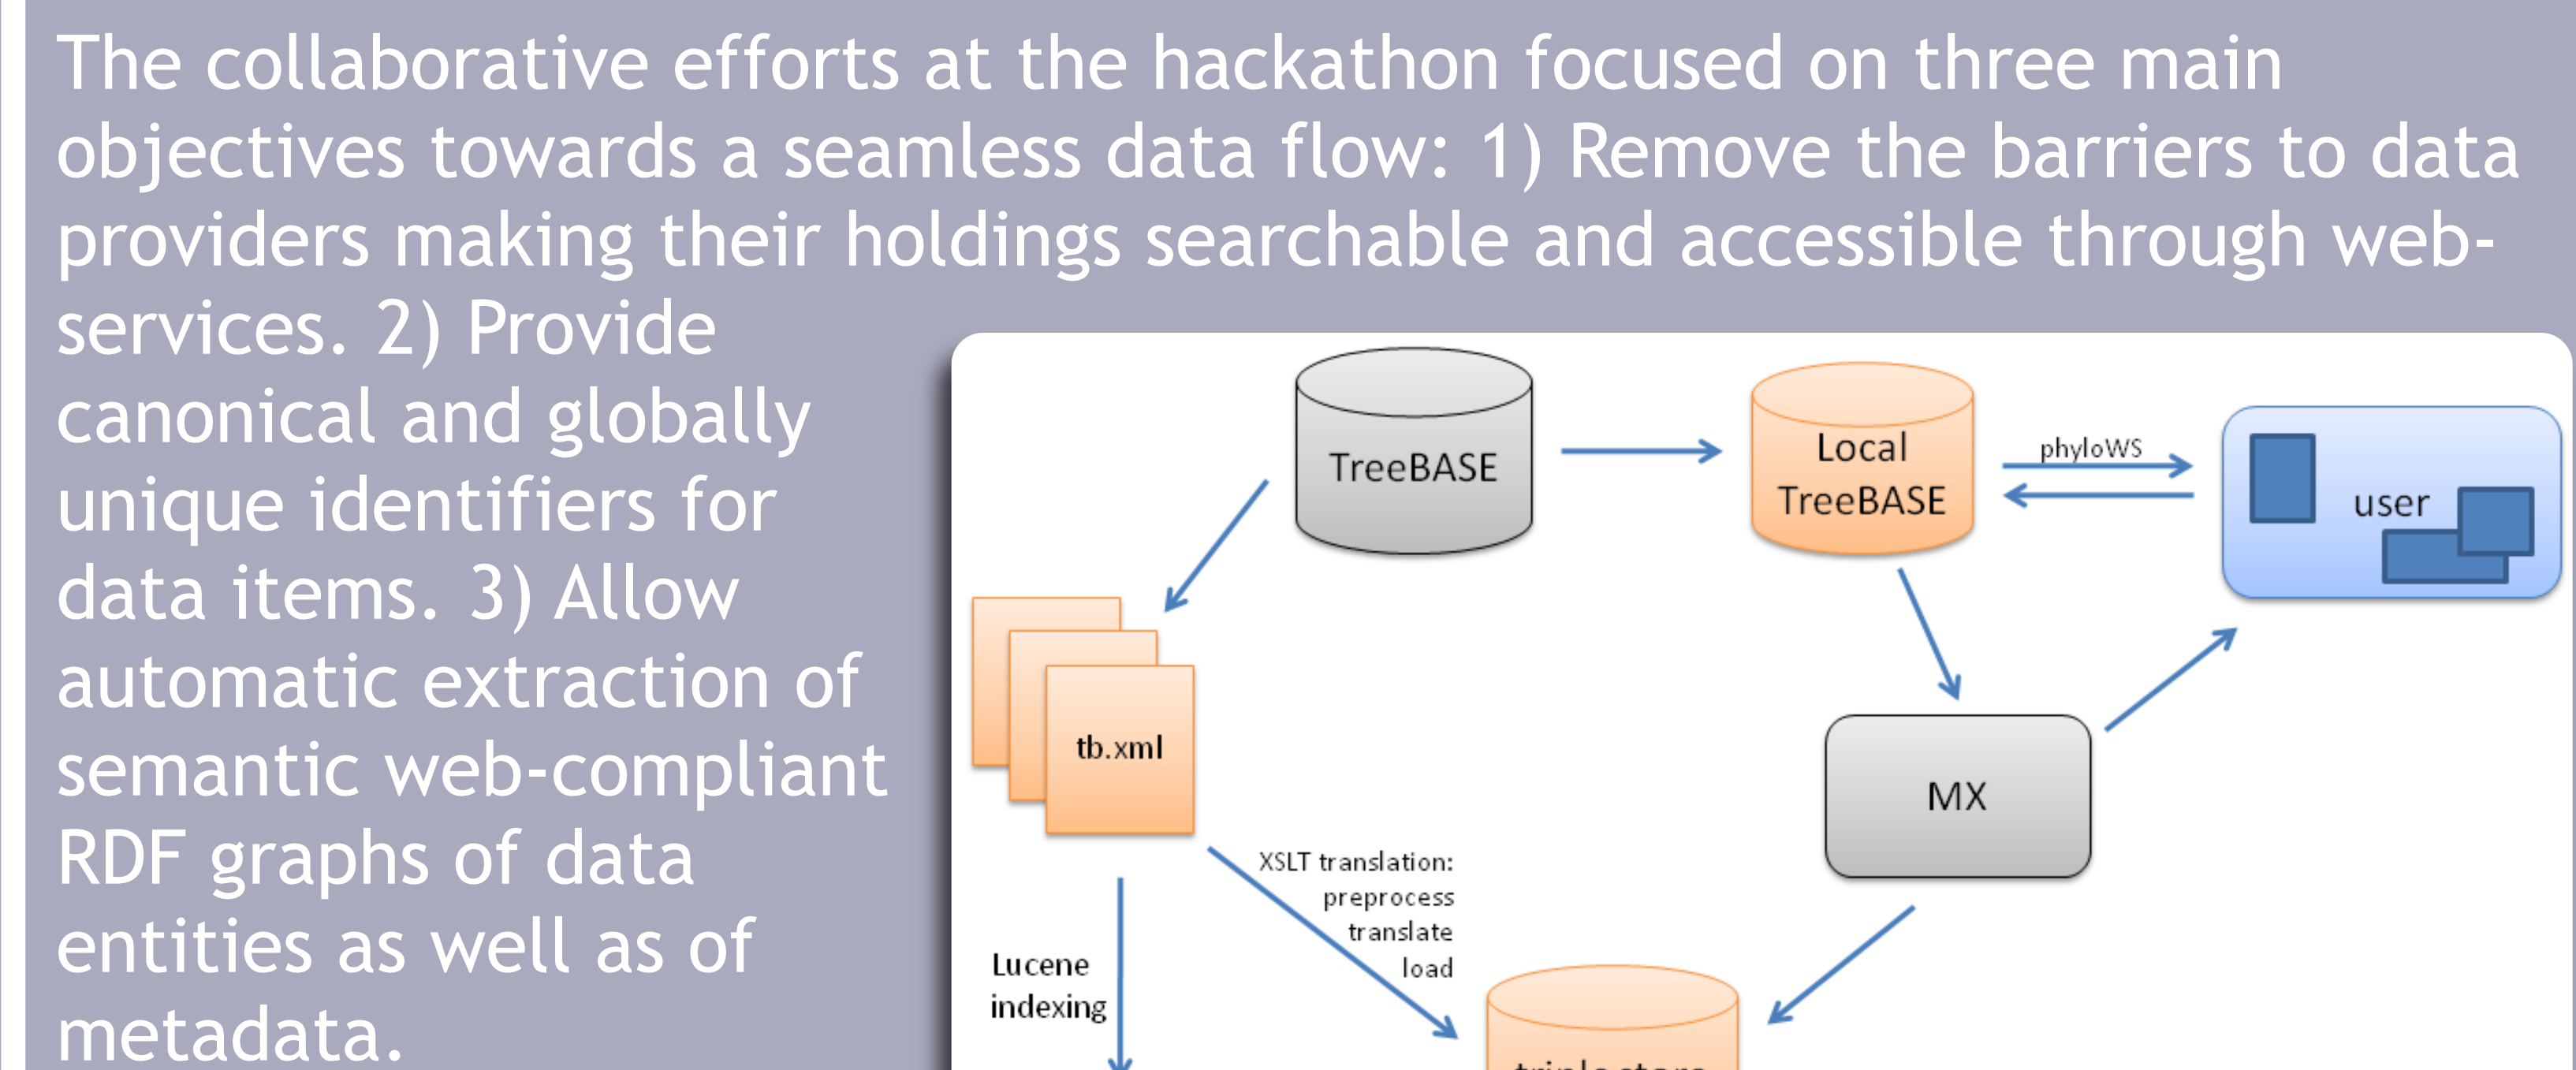 The collaborative efforts at the hackathon focused on three main
objectives towards a seamless data flow: 1) Remove the barriers to data
providers making their holdings searchable and accessible through web-
services. 2) Provide
canonical and globally
unique identifiers for
data items. 3) Allow
automatic extraction of
semantic web-compliant
RDF graphs of data
entities as well as of
metadata.
TreeBASE
Local
TreeBASE
phyloWS
user
tb.xml
MX
XSLT translation:
preprocess
translate
load
Lucene
indexing
triple store